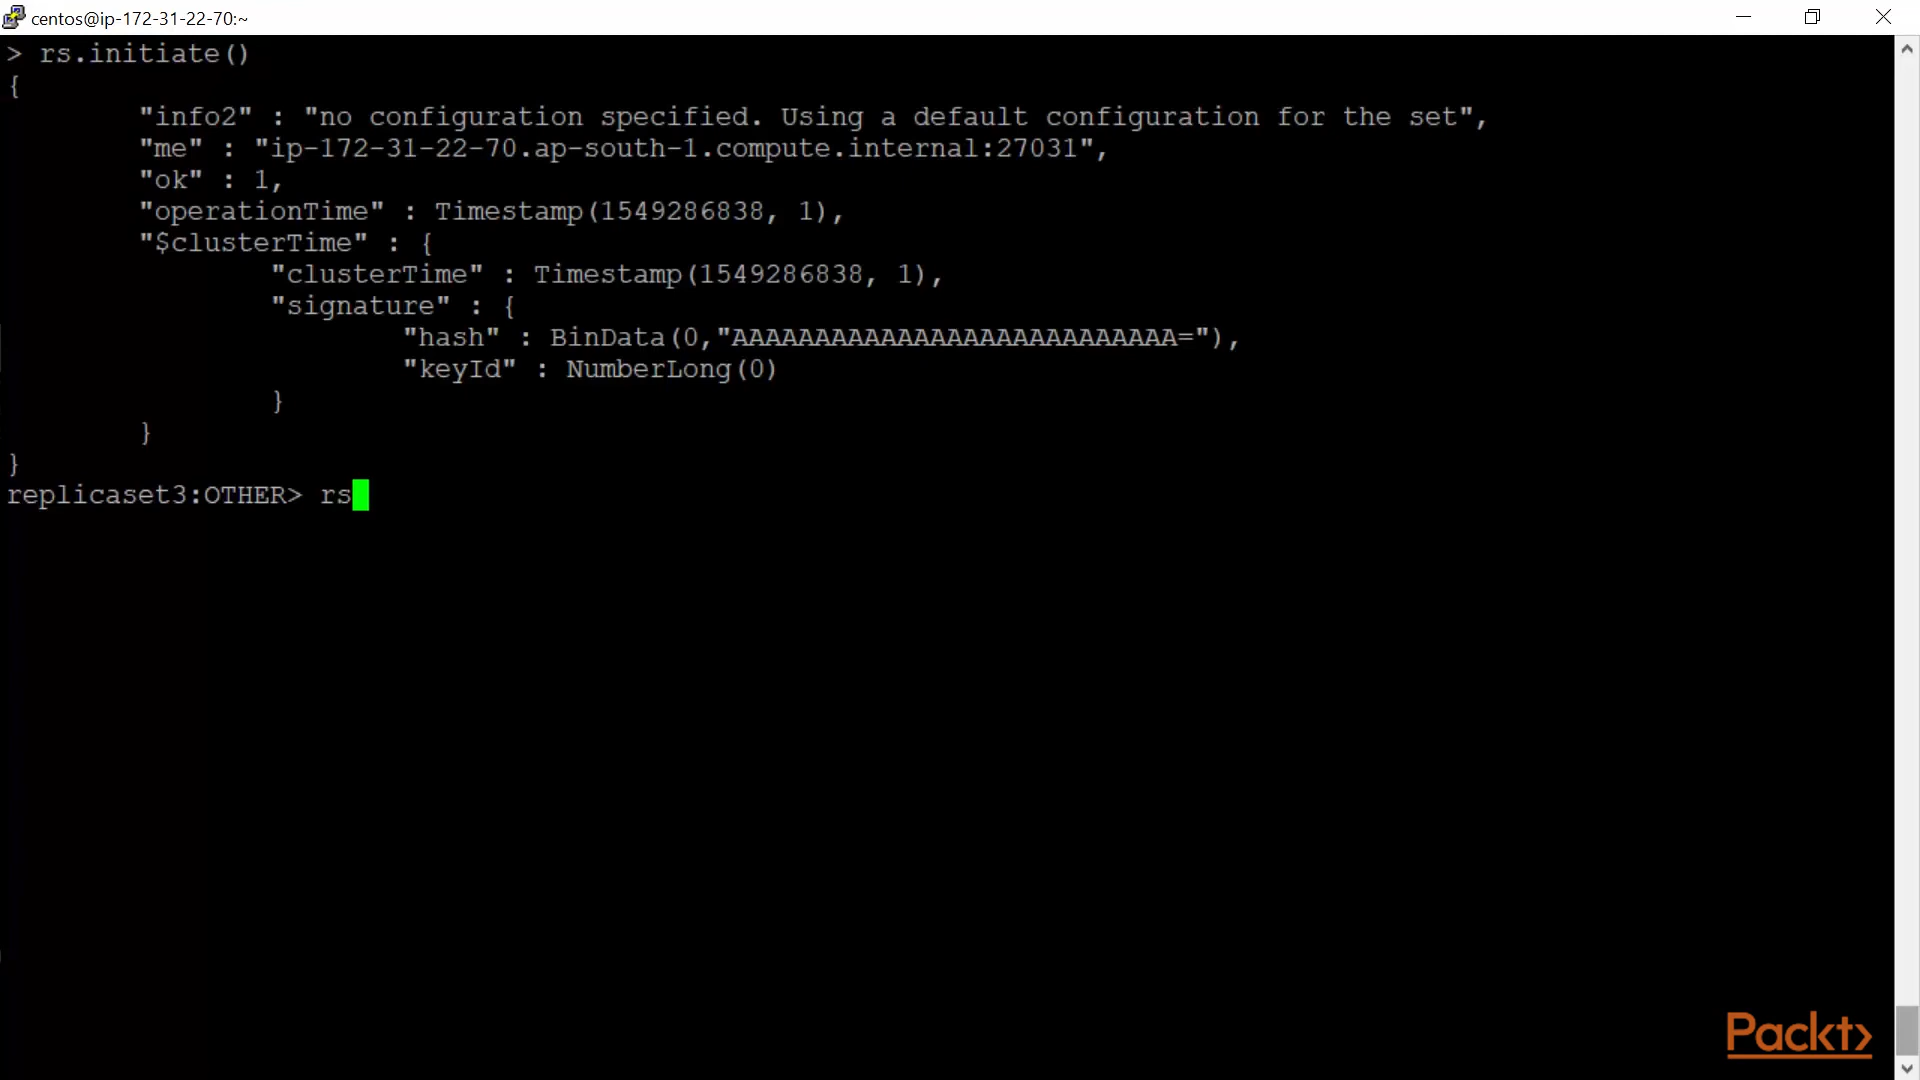 centos@ip-172-31-22-70:~
> rs.initiate()
{
"info2" : "no configuration specified. Using a default configuration for the set",
"me" : "ip-172-31-22-70.ap-south-1.compute.internal:27031",
"ok" : 1,
"operationTime" : Timestamp(1549286838, 1),
"$clusterTime" : {
"clusterTime" : Timestamp(1549286838, 1),
"signature" : {
"hash" : BinData(0,"AAAAAAAAAAAAAAAAAAAAAAAAAAA="),
"keyId" : NumberLong(0)
}
}
}
replicaset3:OTHER> rs
Packt>